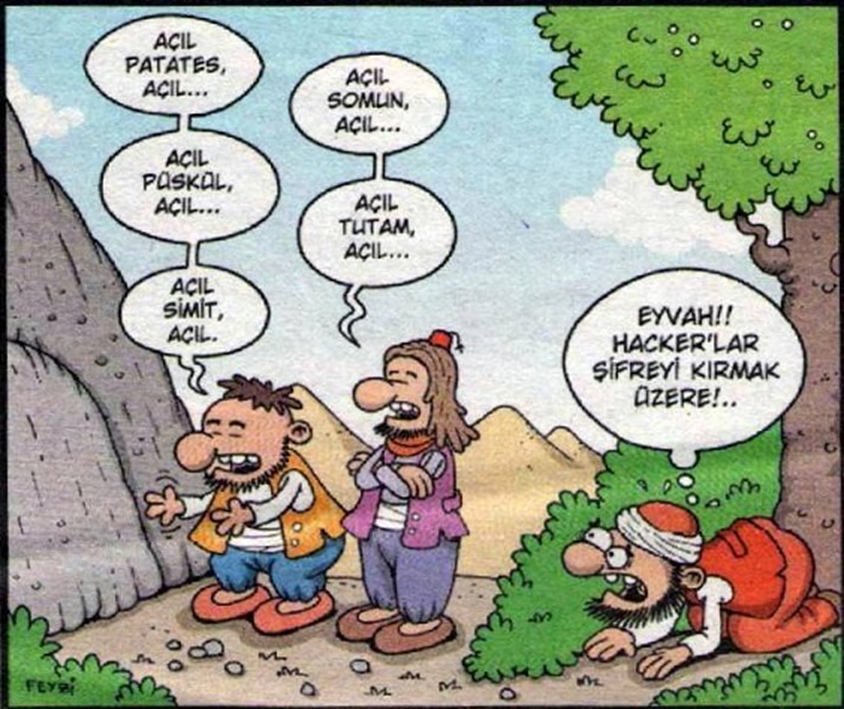 AÇIL
PATATES,
AÇIL...
AÇIL
PÜSKÜL,
AÇIL...
AÇIL
SİMİT,
AÇIL.
AÇIL
SOMUN,
AÇIL...
AÇIL
TUTAM,
AÇIL...
EYVAH!!
HACKER'LAR
ŞİFREYİ KIRMAK
ÜZERE!..
FEYZİ